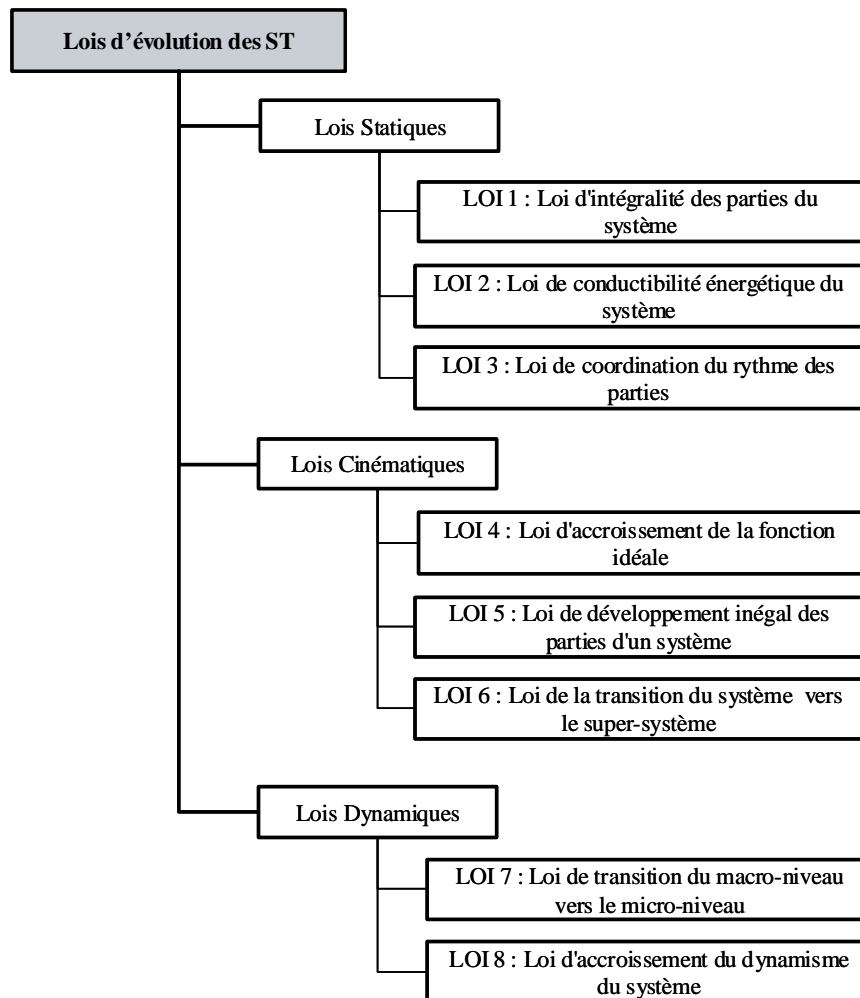 Lois d’évolution des ST
Lois Statiques
LOI 1 : Loi d'intégralité des parties du
système
LOI 2 : Loi de conductibilité énergétique du
système
LOI 3 : Loi de coordination du rythme des
parties
Lois Cinématiques
LOI 4 : Loi d'accroissement de la fonction
idéale
LOI 5 : Loi de développement inégal des
parties d'un système
LOI 6 : Loi de la transition du système vers
le super-système
Lois Dynamiques
LOI 7 : Loi de transition du macro-niveau
vers le micro-niveau
LOI 8 : Loi d'accroissement du dynamisme
du système